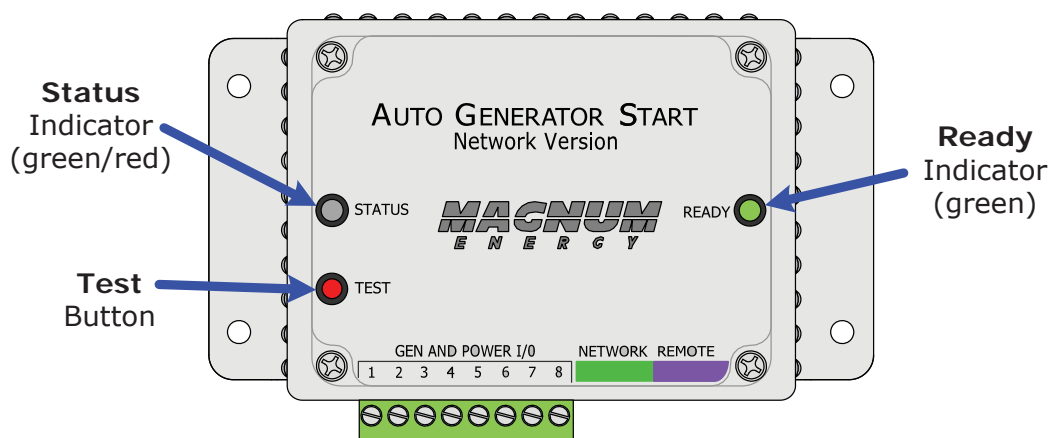 AUTO GENERATOR START
Network Version
Status
Indicator
(green/red)
Ready
Indicator
(green)
STATUS
MAGNUM
ENERGY
READY
Test
Button
TEST
GEN AND POWER I/0
NETWORK
REMOTE
1 2 3 4 5 6 7 8